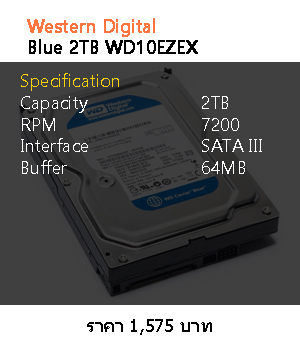 Western Digital
Blue 2TB WD10EZEX
Specification
Capacity 2TB
RPM 7200
Interface SATA III
Buffer 64MB
ราคา 1,575 บาท